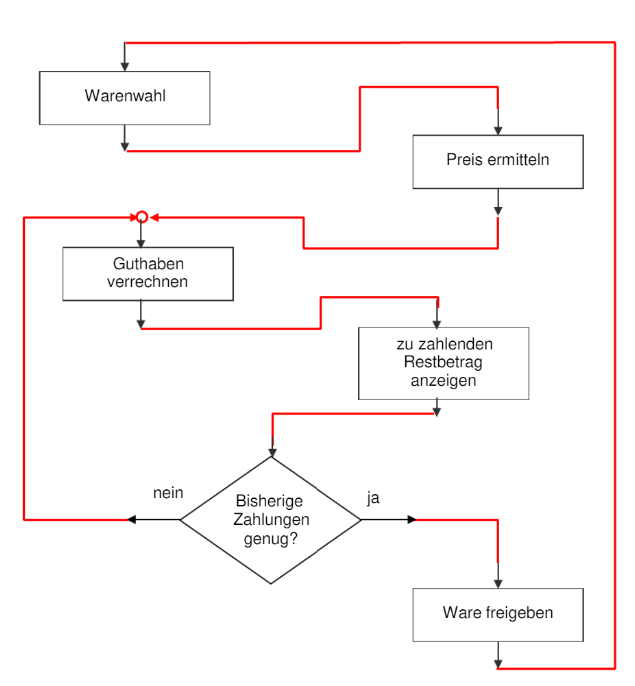 Warenwahl
Preis ermitteln
Guthaben
verrechnen
zu zahlenden
Restbetrag
anzeigen
nein
Bisherige
Zahlungen
genug?
ja
Ware freigeben